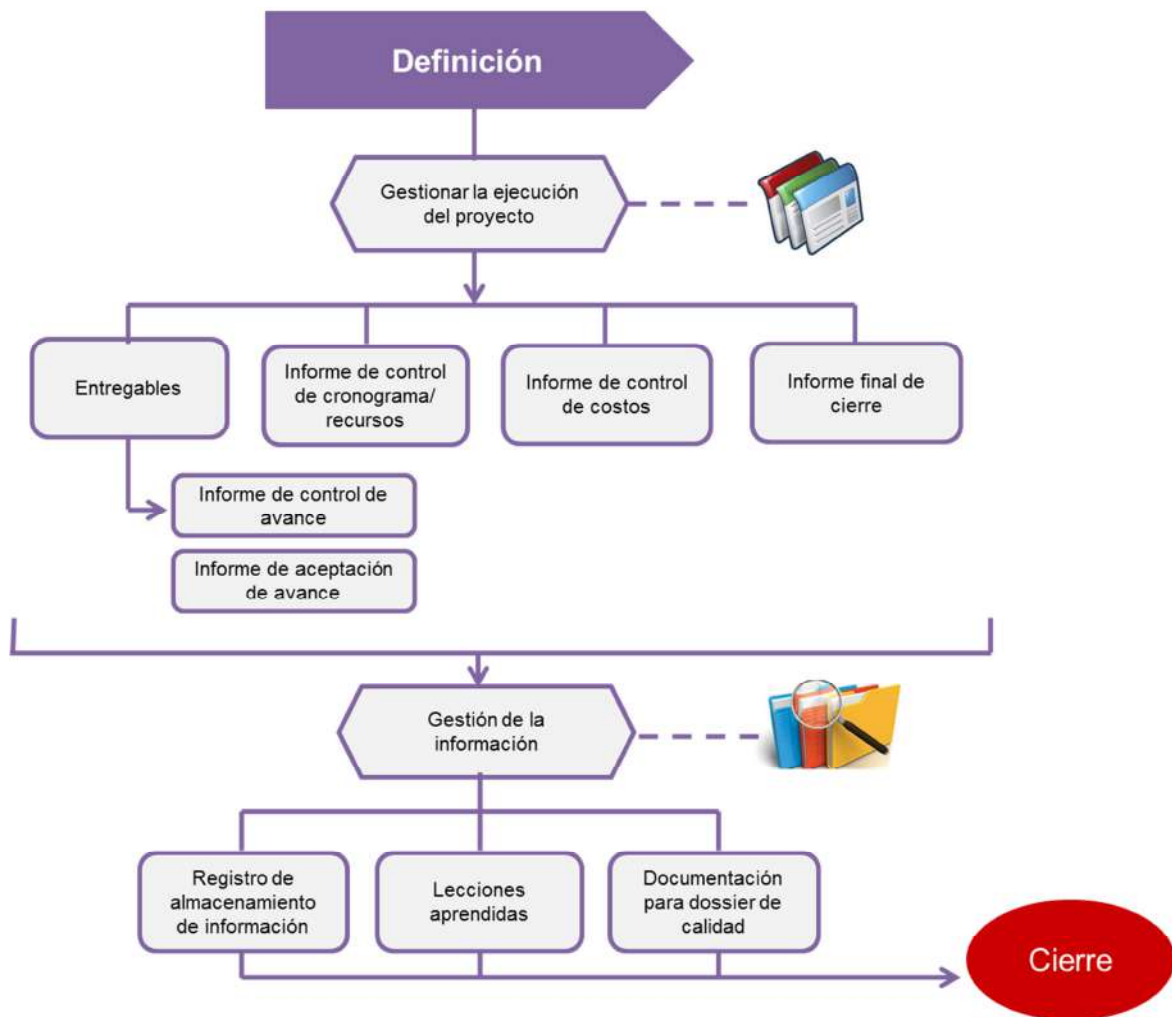 Definición
Gestionar la ejecución
del proyecto
Entregables
Informe de control
de cronograma/
recursos
Informe de control
de costos
Informe final de
cierre
Informe de control de
avance
Informe de aceptación
de avance
Gestión de la
información
Registro de
almacenamiento
de información
Lecciones
aprendidas
Documentación
para dossier de
calidad
Cierre